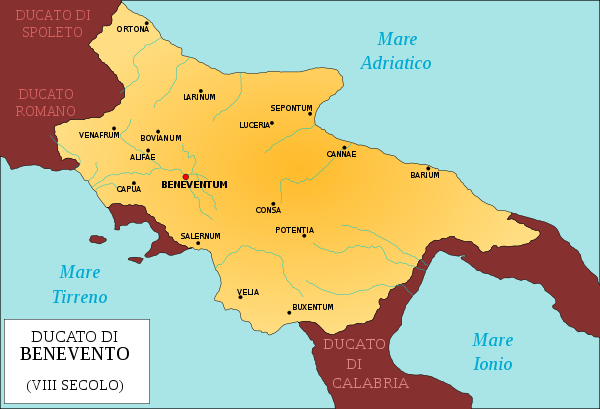 DUCATO DI
SPOLETO
ORTONA
Mare
Adriatico
DUCATO
ROMANO
LARINUM
SEPONTUM
LUCERIA
VENAFRUM
BOVIANUM
ALIFAE
CANNAE
BARIUM
CAPUA
BENEVENTUM
CONSA
POTENTIA
SALERNUM
Mare
Tirreno
VELIA
BUXENTUM
DUCATO DI
BENEVENTO
(VIII SECOLO)
DUCATO
DI
CALABRIA
Mare
Ionio